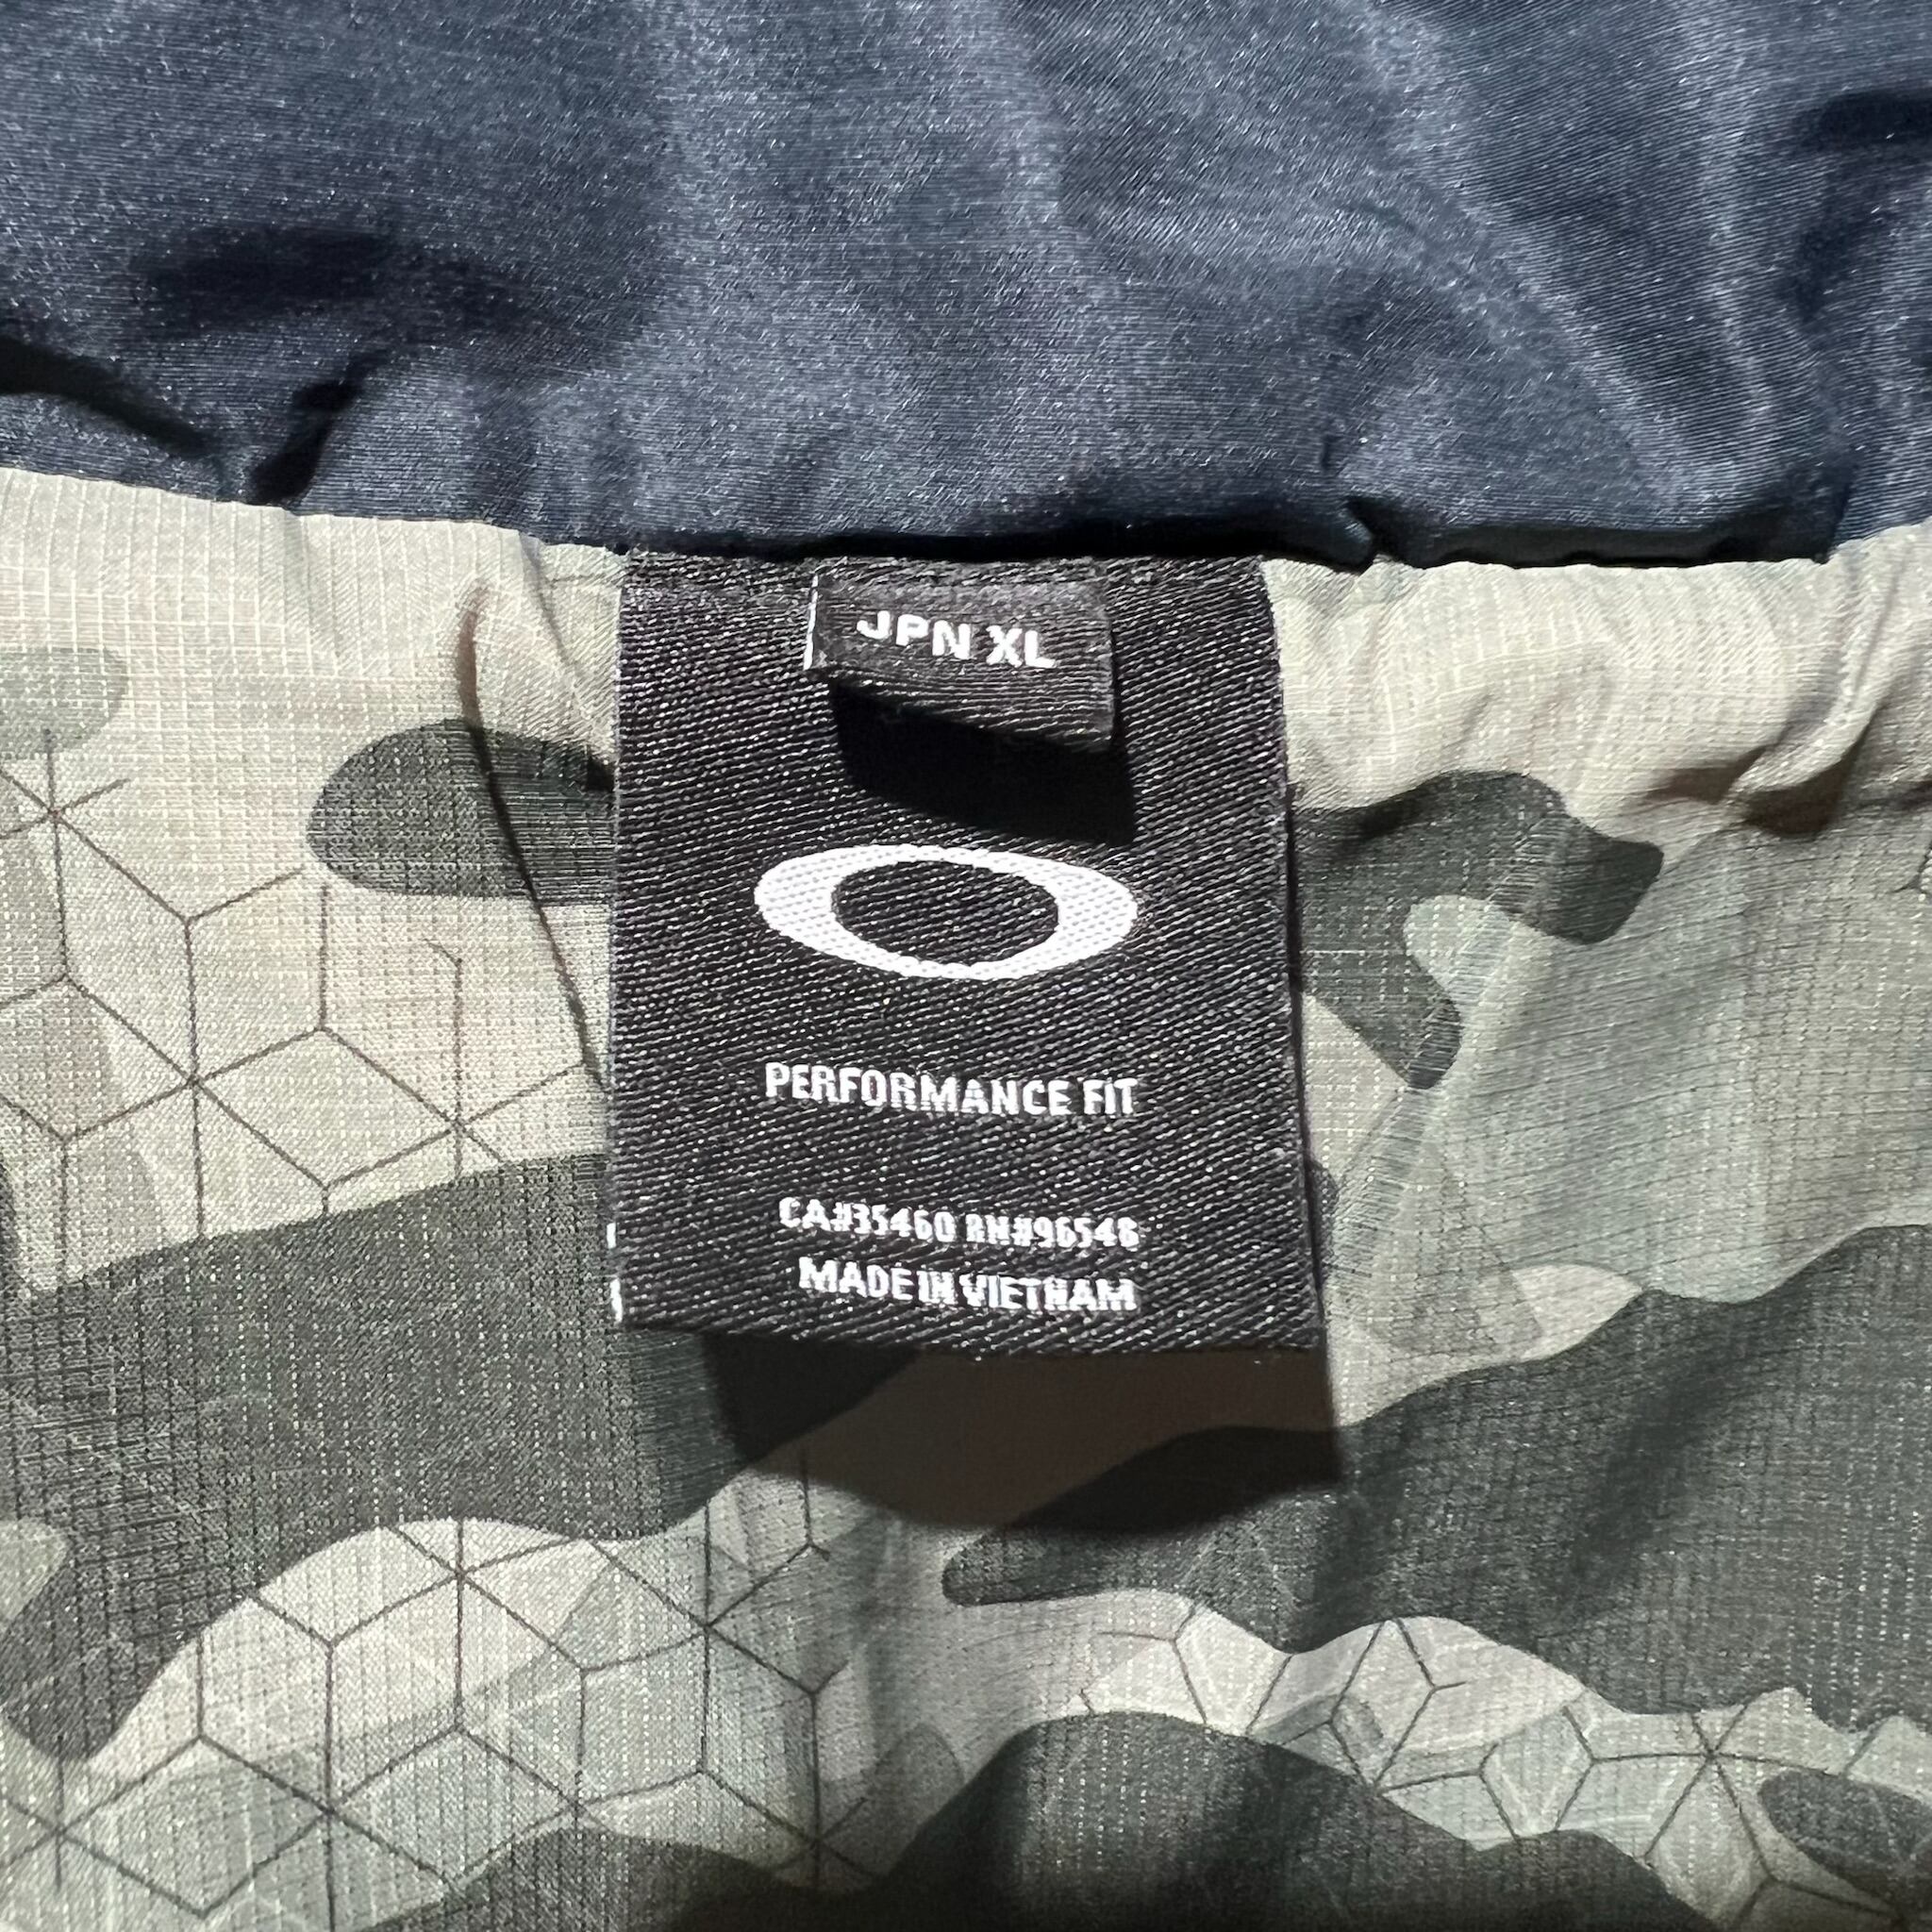 JPN XL
PERFORMANCE FIT
CA#35460 RN#96548
MADE IN VIETNAM